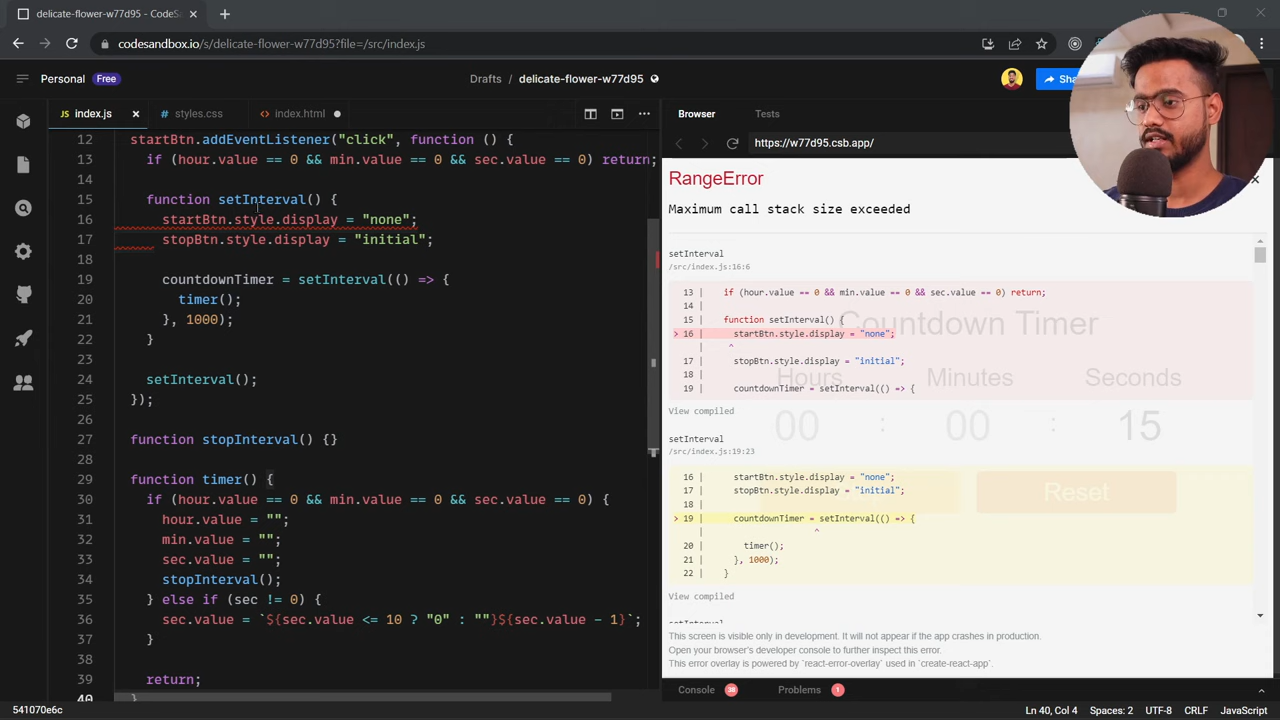 delicate-flower-w77d95 - CodeSa
codesandbox.io/s/delicate-flower-w77d95?file=/src/index.js
Personal Free
Drafts / delicate-flower-w77d95
Sha
JS index.js
styles.css
index.html
12 startBtn.addEventListener("click", function () {
13 if (hour.value == 0 && min.value == 0 && sec.value == 0) return;
14
15 function setInterval() {
16 startBtn.style.display = "none";
17 stopBtn.style.display = "initial";
18
19 countdownTimer = setInterval(() => {
20 timer();
21 }, 1000);
22 }
23
24 setInterval();
25 });
26
27 function stopInterval() {}
28
29 function timer() {
30 if (hour.value == 0 && min.value == 0 && sec.value == 0) {
31 hour.value = "";
32 min.value = "";
33 sec.value = "";
34 stopInterval();
35 } else if (sec != 0) {
36 sec.value = `${sec.value <= 10 ? "0" : ""}${sec.value - 1}`;
37 }
38
39 return;
40 }
Browser Tests
https://w77d95.csb.app/
RangeError
Maximum call stack size exceeded
setInterval
/src/index.js:16:6
13 | if (hour.value == 0 && min.value == 0 && sec.value == 0) return;
14 |
15 | function setInterval() {
> 16 | startBtn.style.display = "none";
| ^
17 | stopBtn.style.display = "initial";
18 |
19 | countdownTimer = setInterval(() => {
View compiled
Countdown Timer
Hours Minutes Seconds
00 : 00 : 15
Reset
setInterval
/src/index.js:19:23
16 | startBtn.style.display = "none";
17 | stopBtn.style.display = "initial";
18 |
> 19 | countdownTimer = setInterval(() => {
| ^
20 | timer();
21 | }, 1000);
22 | }
View compiled
setInterval
This screen is visible only in development. It will not appear if the app crashes in production.
Open your browser's developer console to further inspect this error.
This error overlay is powered by `react-error-overlay` used in `create-react-app`.
Console 38 Problems 1
541070e6c
Ln 40, Col 4 Spaces: 2 UTF-8 CRLF JavaScript